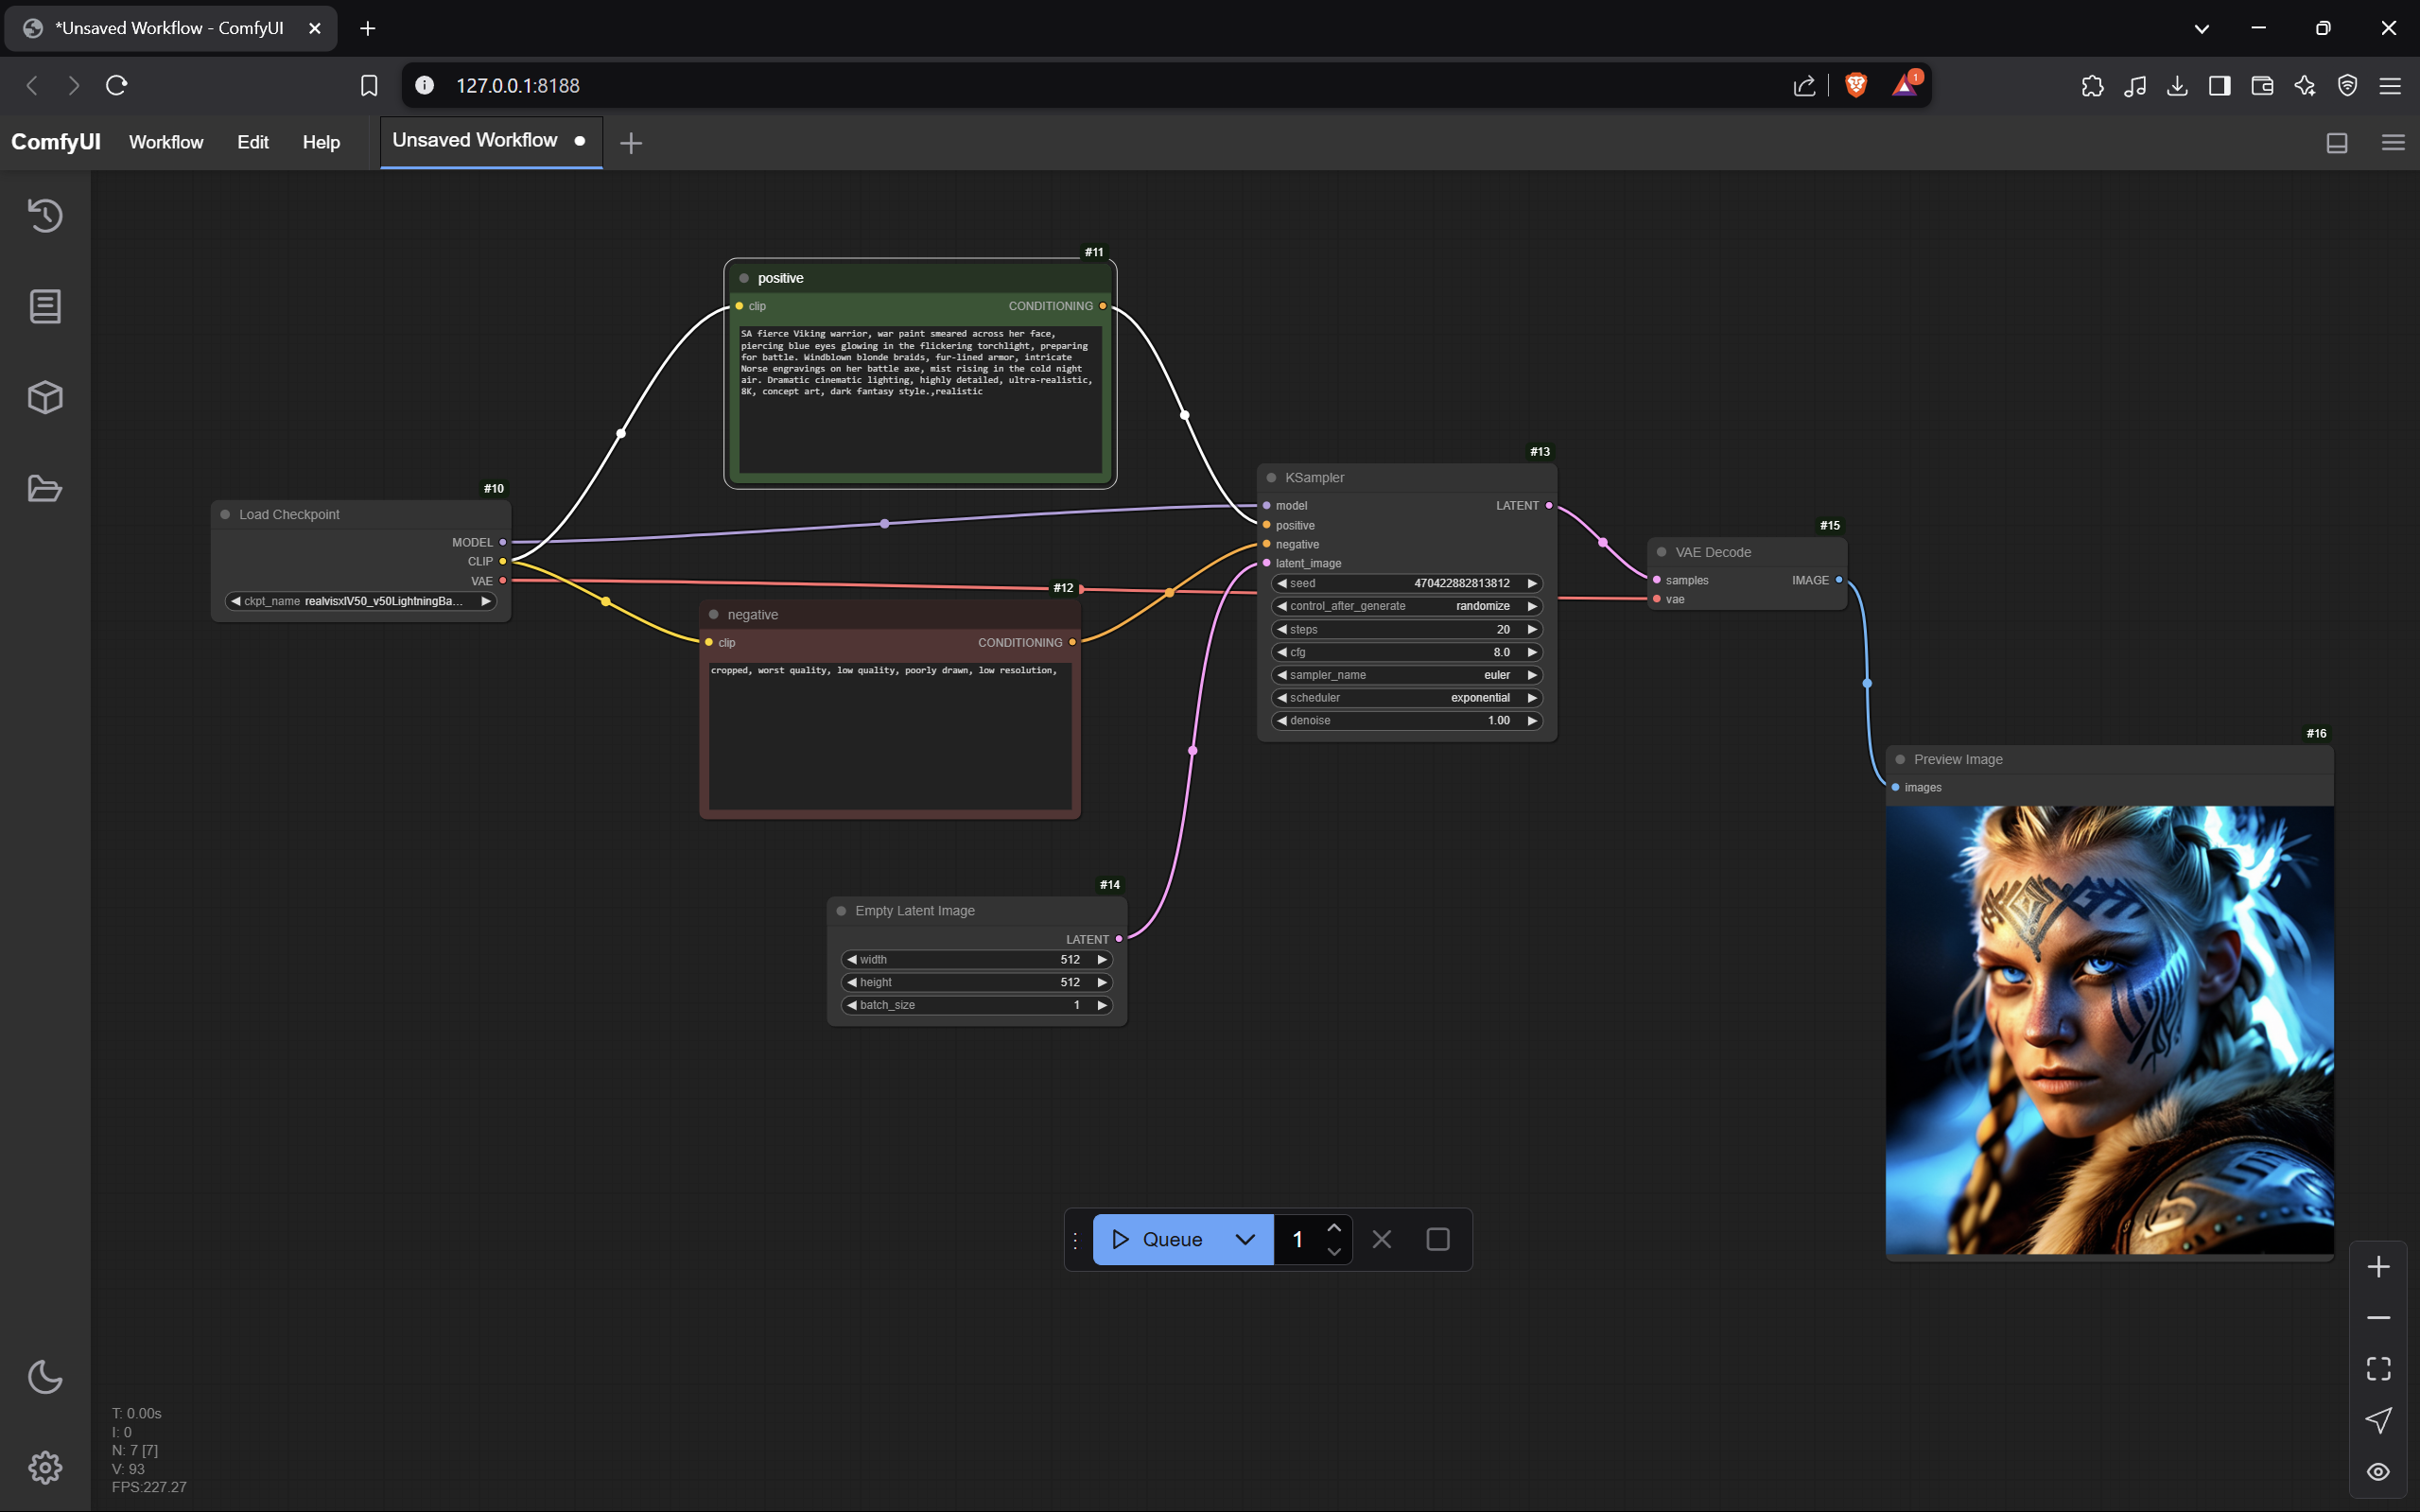 *Unsaved Workflow - ComfyUI
127.0.0.1:8188
1
ComfyUI
Workflow
Edit
Help
Unsaved Workflow
#11
positive
clip
CONDITIONING
SA fierce Viking warrior, war paint smeared across her face,
piercing blue eyes glowing in the flickering torchlight, preparing
for battle. Windblown blonde braids, fur-lined armor, intricate
Norse engravings on her battle axe, mist rising in the cold night
air. Dramatic cinematic lighting, highly detailed, ultra-realistic,
8K, concept art, dark fantasy style.,realistic
#10
Load Checkpoint
MODEL
CLIP
VAE
ckpt_name realvisxlV50_v50LightningBa...
#12
negative
clip
CONDITIONING
cropped, worst quality, low quality, poorly drawn, low resolution,
#13
KSampler
model
LATENT
positive
negative
latent_image
seed 470422882813812
control_after_generate randomize
steps 20
cfg 8.0
sampler_name euler
scheduler exponential
denoise 1.00
#15
VAE Decode
samples
IMAGE
vae
#14
Empty Latent Image
LATENT
width 512
height 512
batch_size 1
#16
Preview Image
images
Queue
1
T: 0.00s
I: 0
N: 7 [7]
V: 93
FPS:227.27